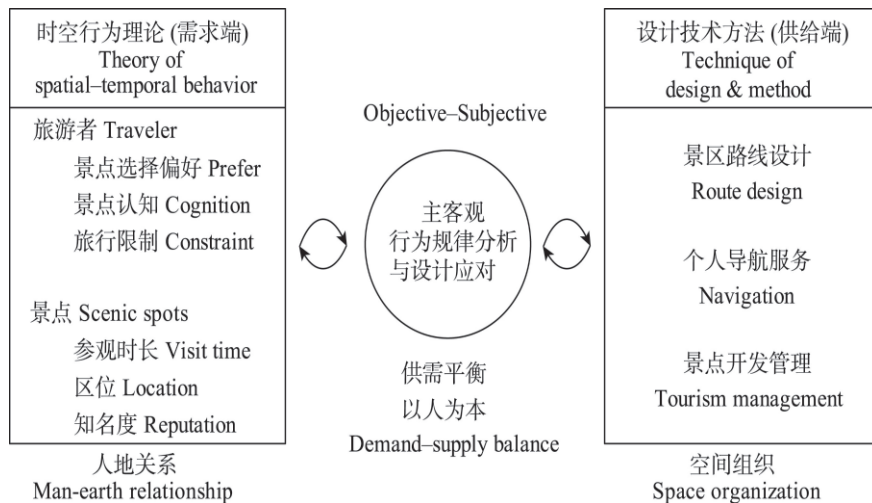 时空行为理论 (需求端)
Theory of
spatial–temporal behavior
旅游者 Traveler
景点选择偏好 Prefer
景点认知 Cognition
旅行限制 Constraint
景点 Scenic spots
参观时长 Visit time
区位 Location
知名度 Reputation
人地关系
Man-earth relationship
Objective–Subjective
主客观
行为规律分析
与设计应对
供需平衡
以人为本
Demand–supply balance
设计技术方法 (供给端)
Technique of
design & method
景区路线设计
Route design
个人导航服务
Navigation
景点开发管理
Tourism management
空间组织
Space organization